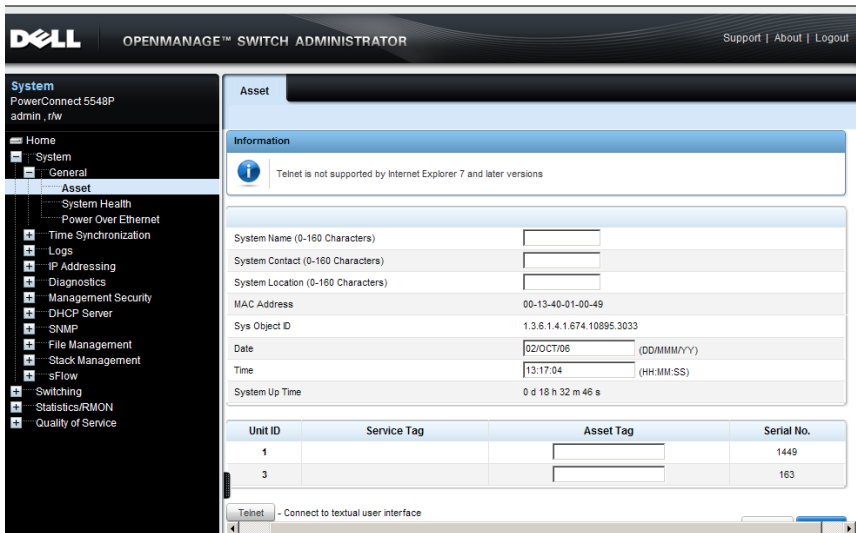 DELL OPENMANAGE™ SWITCH ADMINISTRATOR Support | About | Logout
System
PowerConnect 5548P
admin , r/w
Home
System
General
Asset
System Health
Power Over Ethernet
Time Synchronization
Logs
IP Addressing
Diagnostics
Management Security
DHCP Server
SNMP
File Management
Stack Management
sFlow
Switching
Statistics/RMON
Quality of Service
Asset
Information
Telnet is not supported by Internet Explorer 7 and later versions
System Name (0-160 Characters)
System Contact (0-160 Characters)
System Location (0-160 Characters)
MAC Address 00-13-40-01-00-49
Sys Object ID 1.3.6.1.4.1.674.10895.3033
Date 02/OCT/06 (DD/MMM/YY)
Time 13:17:04 (HH:MM:SS)
System Up Time 0 d 18 h 32 m 46 s
Unit ID Service Tag Asset Tag Serial No.
1 1449
3 163
Telnet - Connect to textual user interface